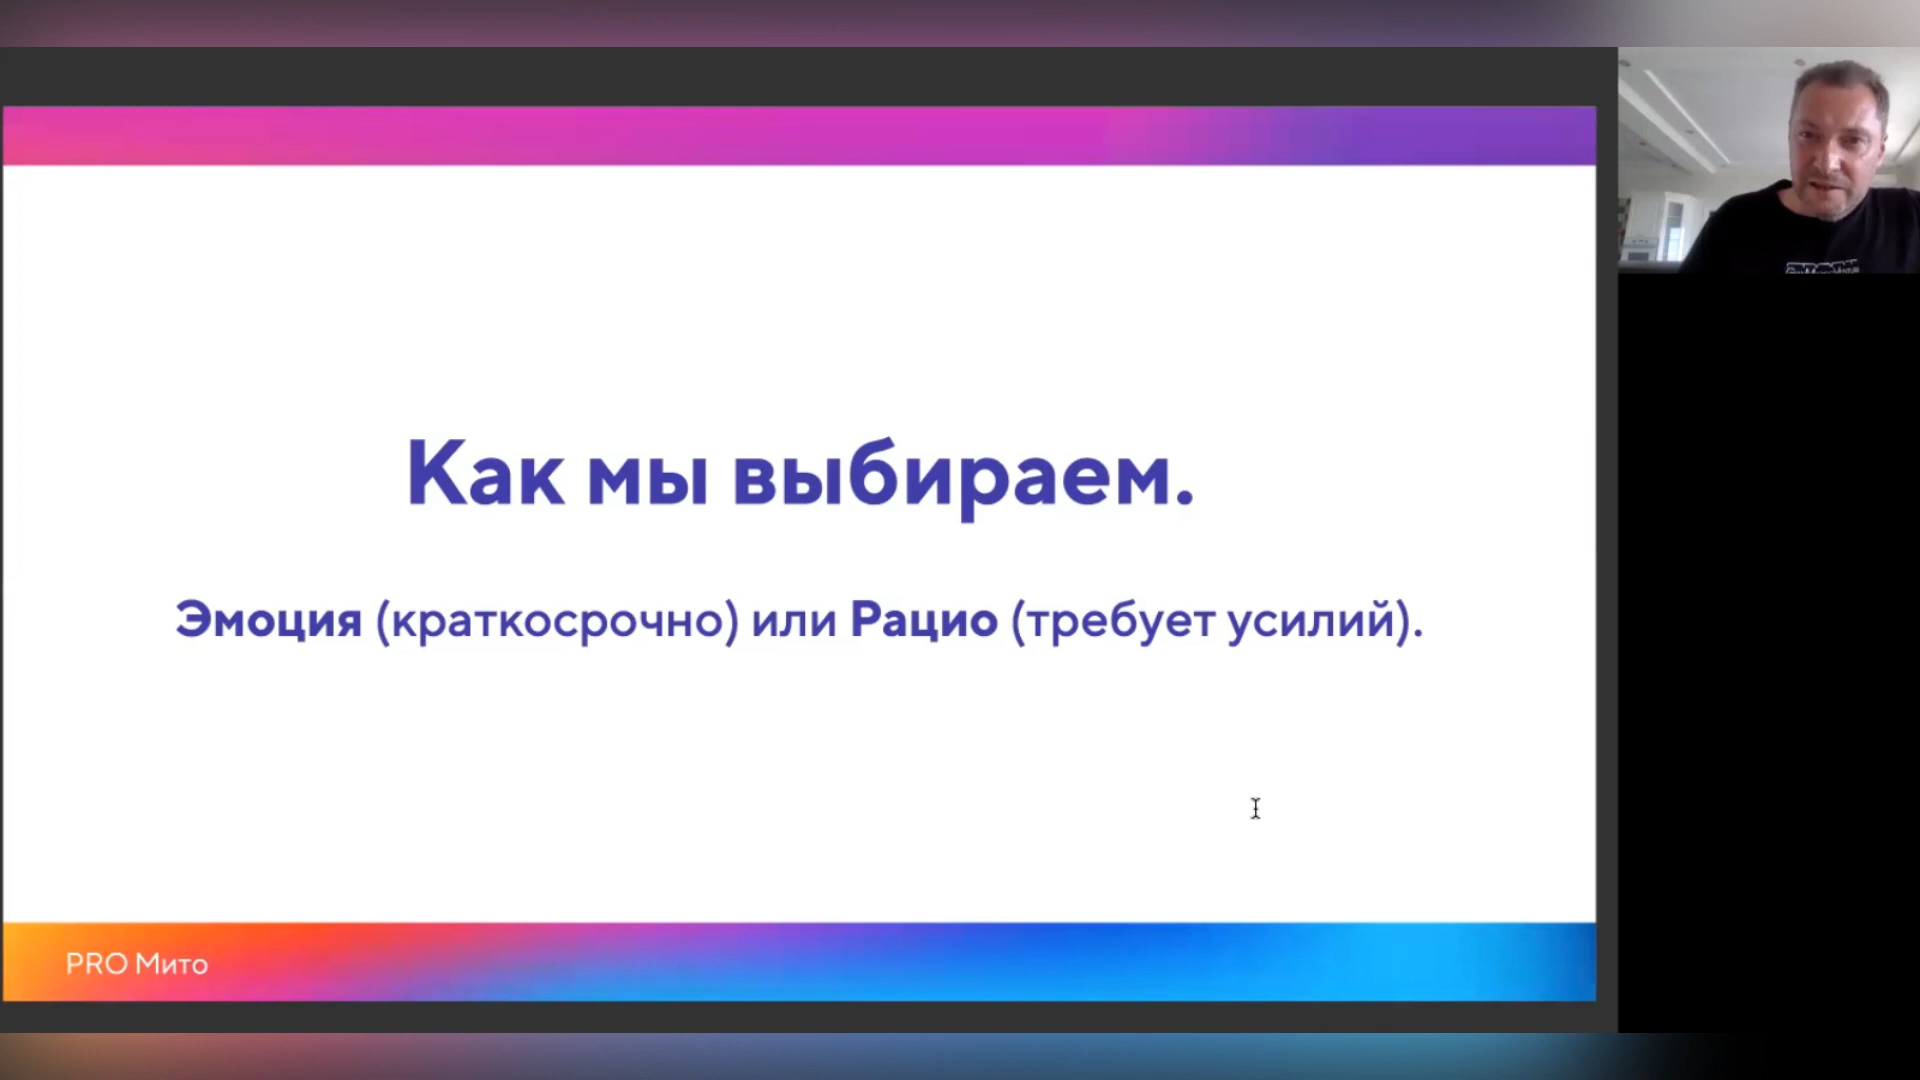 Как мы выбираем.
Эмоция (краткосрочно) или Рацио (требует усилий).
PRO Мито